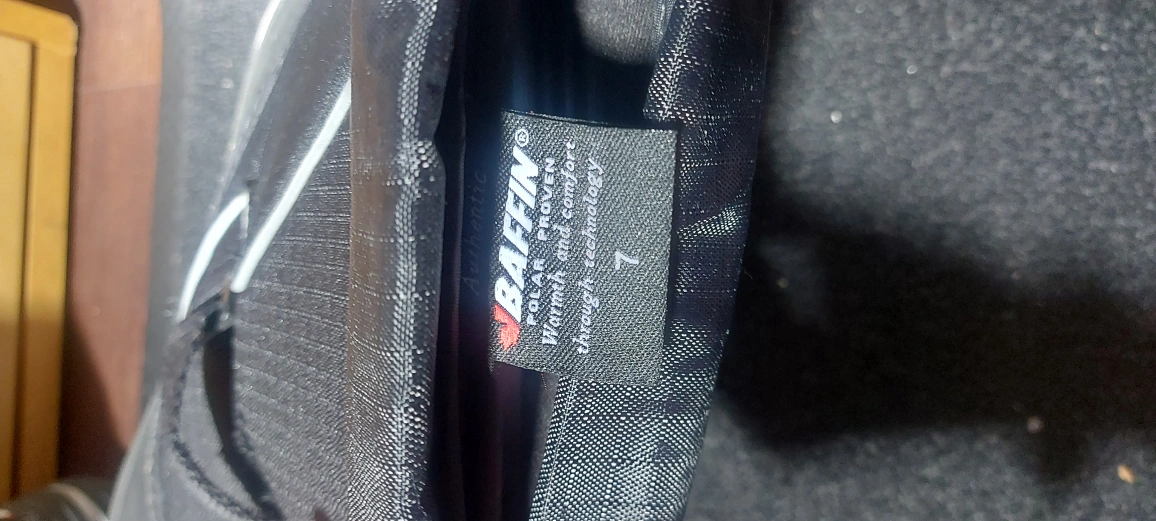 BAFFIN®
POLAR PROVEN
Warmth and comfort
through technology
7
Authentic